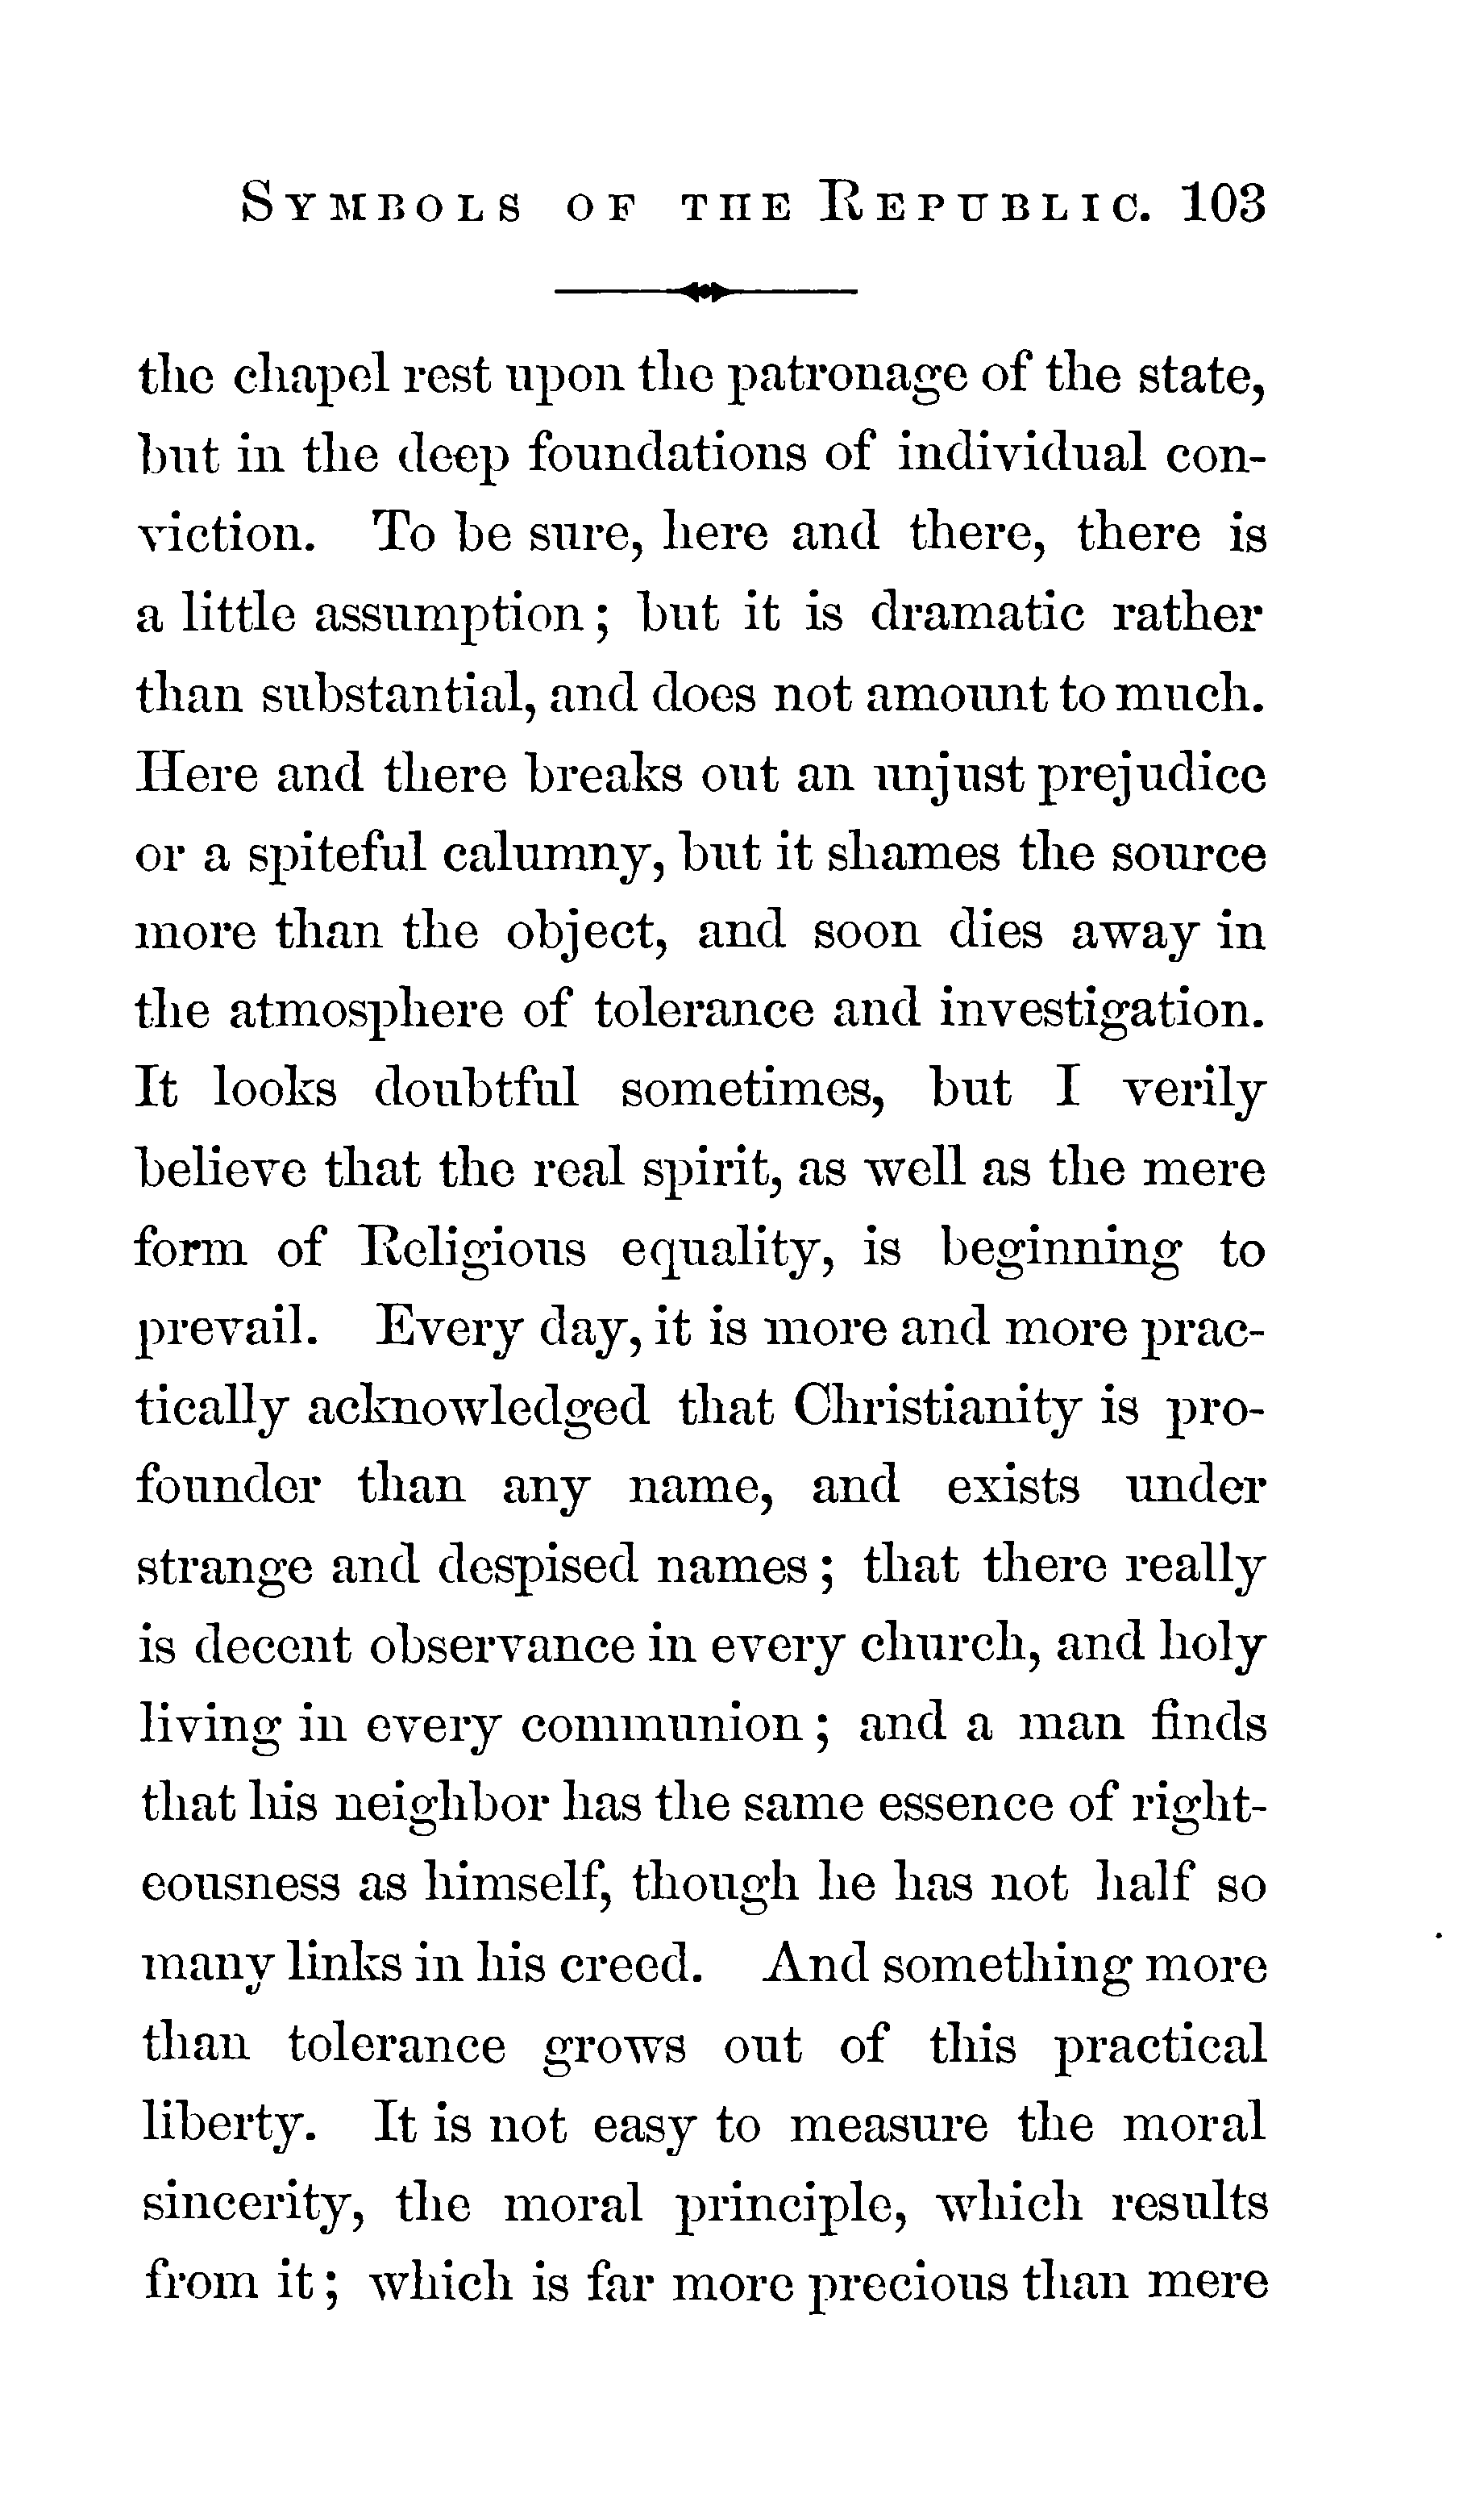 SYMBOLS OF THE REPUBLIC. 103
the chapel rest upon the patronage of the state,
but in the deep foundations of individual con-
viction. To be sure, here and there, there is
a little assumption; but it is dramatic rather
than substantial, and does not amount to much.
Here and there breaks out an unjust prejudice
or a spiteful calumny, but it shames the source
more than the object, and soon dies away in
the atmosphere of tolerance and investigation.
It looks doubtful sometimes, but I verily
believe that the real spirit, as well as the mere
form of Religious equality, is beginning to
prevail. Every day, it is more and more prac-
tically acknowledged that Christianity is pro-
founder than any name, and exists under
strange and despised names; that there really
is decent observance in every church, and holy
living in every communion; and a man finds
that his neighbor has the same essence of right-
eousness as himself, though he has not half so
many links in his creed. And something more
than tolerance grows out of this practical
liberty. It is not easy to measure the moral
sincerity, the moral principle, which results
from it; which is far more precious than mere